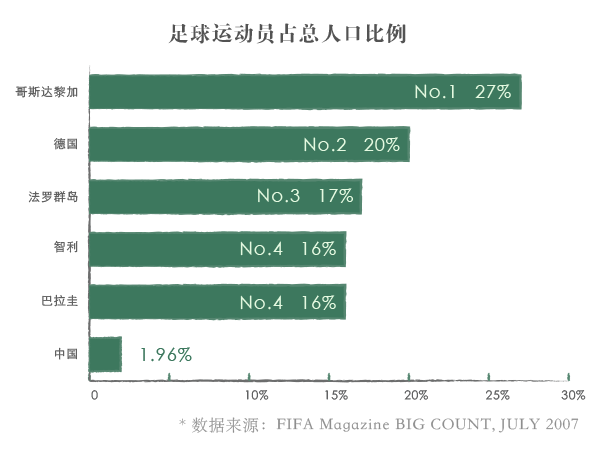 足球运动员占总人口比例
哥斯达黎加 No.1 27%
德国 No.2 20%
法罗群岛 No.3 17%
智利 No.4 16%
巴拉圭 No.4 16%
中国 1.96%
0 10% 15% 20% 25% 30%
* 数据来源：FIFA Magazine BIG COUNT, JULY 2007